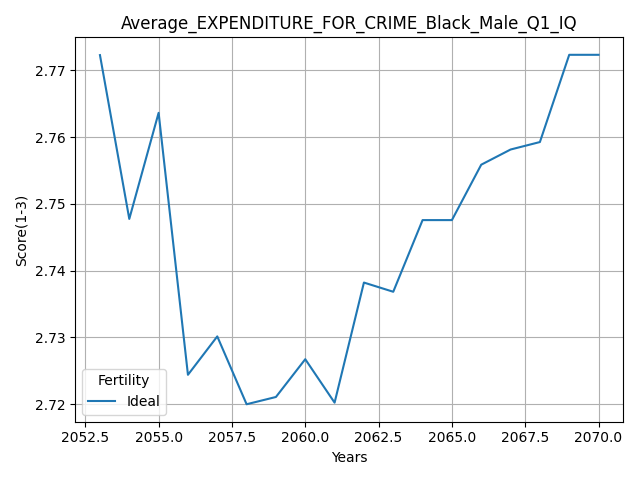 Average_EXPENDITURE_FOR_CRIME_Black_Male_Q1_IQ
Score(1-3)
2.77
2.76
2.75
2.74
2.73
2.72
Fertility
Ideal
2052.5 2055.0 2057.5 2060.0 2062.5 2065.0 2067.5 2070.0
Years